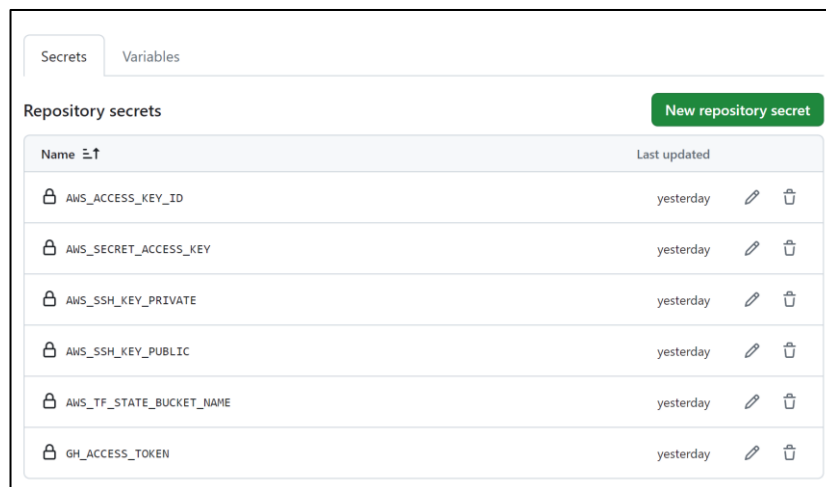 Secrets Variables
Repository secrets New repository secret
Name Last updated
AWS_ACCESS_KEY_ID yesterday
AWS_SECRET_ACCESS_KEY yesterday
AWS_SSH_KEY_PRIVATE yesterday
AWS_SSH_KEY_PUBLIC yesterday
AWS_TF_STATE_BUCKET_NAME yesterday
GH_ACCESS_TOKEN yesterday